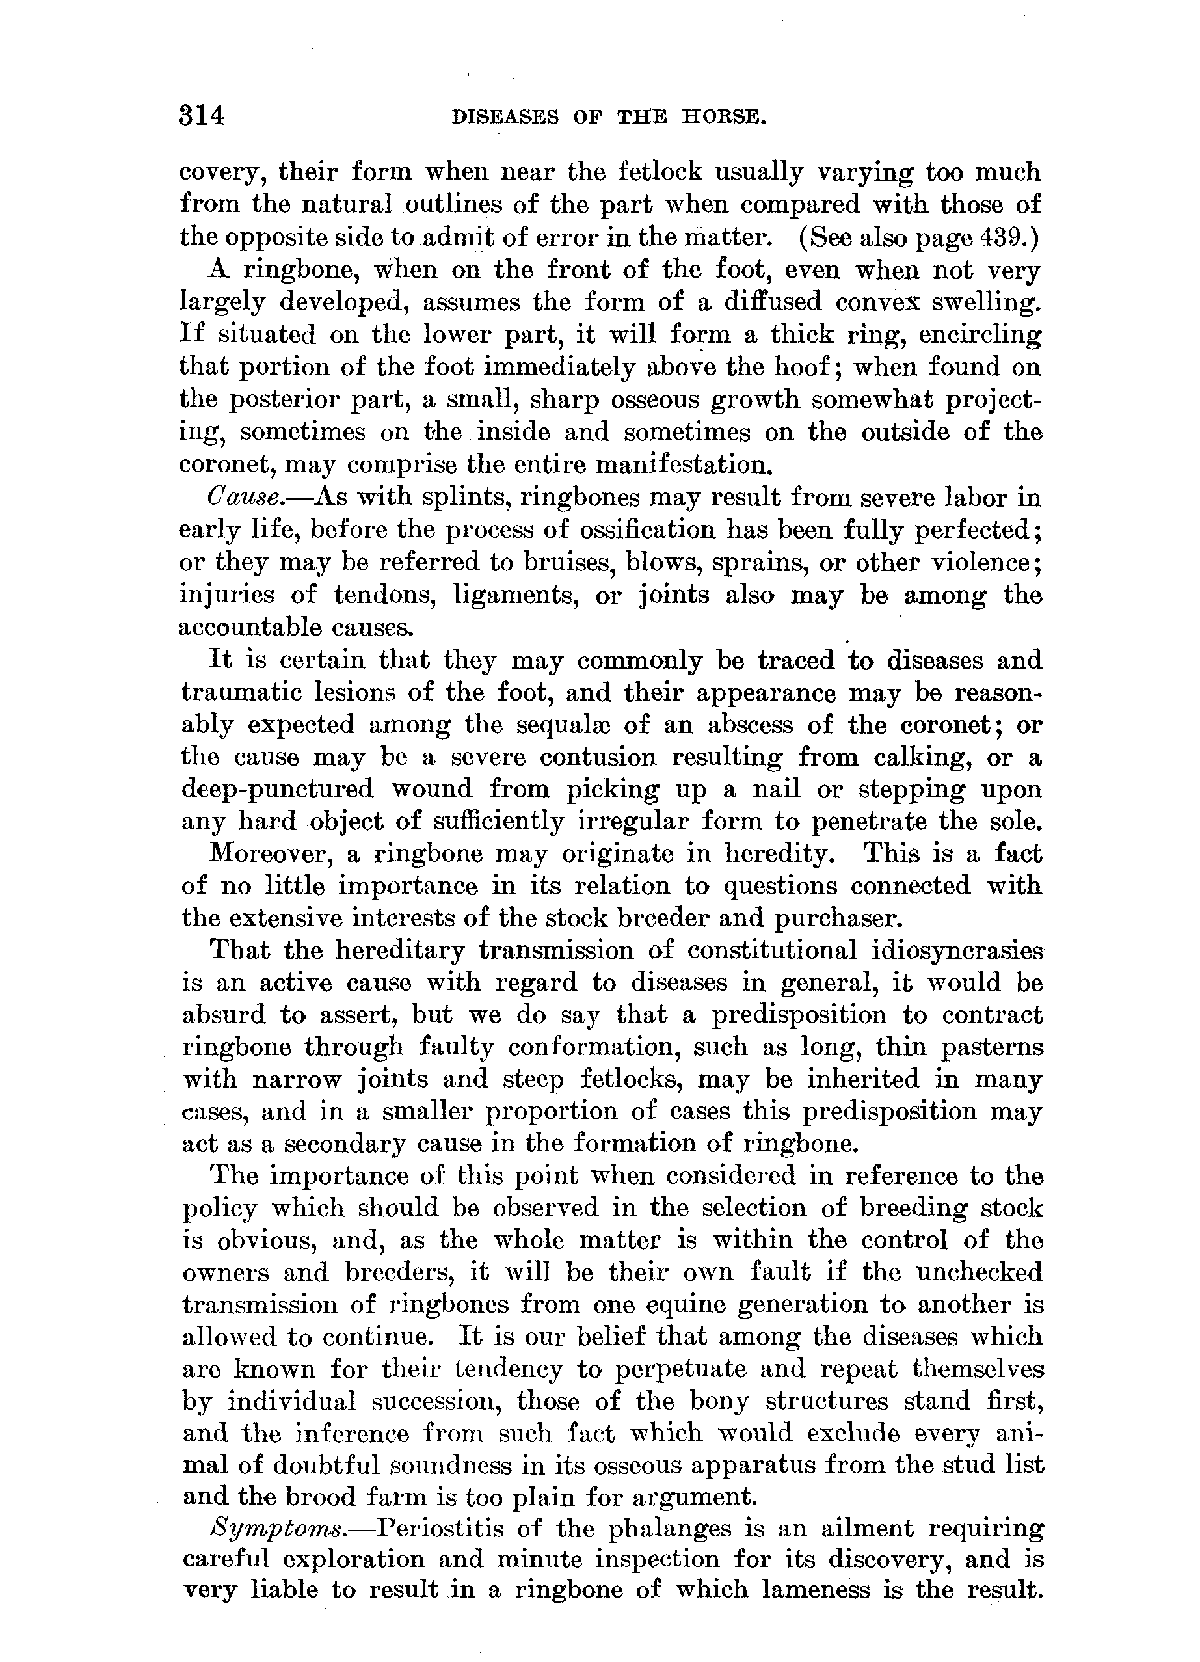 314 DISEASES OF THE HORSE.
covery, their form when near the fetlock usually varying too much
from the natural outlines of the part when compared with those of
the opposite side to admit of error in the matter. (See also page 439.)
A ringbone, when on the front of the foot, even when not very
largely developed, assumes the form of a diffused convex swelling.
If situated on the lower part, it will form a thick ring, encircling
that portion of the foot immediately above the hoof; when found on
the posterior part, a small, sharp osseous growth somewhat project-
ing, sometimes on the inside and sometimes on the outside of the
coronet, may comprise the entire manifestation.
Cause.—As with splints, ringbones may result from severe labor in
early life, before the process of ossification has been fully perfected;
or they may be referred to bruises, blows, sprains, or other violence;
injuries of tendons, ligaments, or joints also may be among the
accountable causes.
It is certain that they may commonly be traced to diseases and
traumatic lesions of the foot, and their appearance may be reason-
ably expected among the sequalæ of an abscess of the coronet; or
the cause may be a severe contusion resulting from calking, or a
deep-punctured wound from picking up a nail or stepping upon
any hard object of sufficiently irregular form to penetrate the sole.
Moreover, a ringbone may originate in heredity. This is a fact
of no little importance in its relation to questions connected with
the extensive interests of the stock breeder and purchaser.
That the hereditary transmission of constitutional idiosyncrasies
is an active cause with regard to diseases in general, it would be
absurd to assert, but we do say that a predisposition to contract
ringbone through faulty conformation, such as long, thin pasterns
with narrow joints and steep fetlocks, may be inherited in many
cases, and in a smaller proportion of cases this predisposition may
act as a secondary cause in the formation of ringbone.
The importance of this point when considered in reference to the
policy which should be observed in the selection of breeding stock
is obvious, and, as the whole matter is within the control of the
owners and breeders, it will be their own fault if the unchecked
transmission of ringbones from one equine generation to another is
allowed to continue. It is our belief that among the diseases which
are known for their tendency to perpetuate and repeat themselves
by individual succession, those of the bony structures stand first,
and the inference from such fact which would exclude every ani-
mal of doubtful soundness in its osseous apparatus from the stud list
and the brood farm is too plain for argument.
Symptoms.—Periostitis of the phalanges is an ailment requiring
careful exploration and minute inspection for its discovery, and is
very liable to result in a ringbone of which lameness is the result.